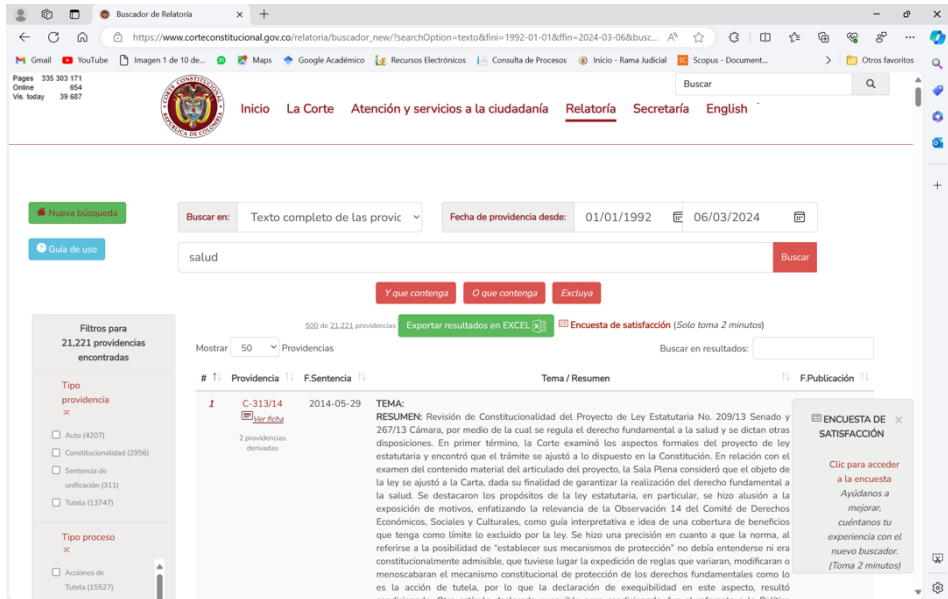 Buscador de Relatoría
https://www.corteconstitucional.gov.co/relatoria/buscador_new/?searchOption=texto&fini=1992-01-01&ffin=2024-03-06&busc...
Gmail YouTube Imagen 1 de 10 de... Maps Google Académico Recursos Electrónicos Consulta de Procesos Inicio - Rama Judicial Scopus - Document... Otros favoritos
Pages 335 303 171
Online 654
Vis. today 39 687
Buscar
CORTE CONSTITUCIONAL
REPUBLICA DE COLOMBIA
Inicio La Corte Atención y servicios a la ciudadanía Relatoría Secretaría English
Nueva búsqueda
Buscar en: Texto completo de las provic Fecha de providencia desde: 01/01/1992 06/03/2024
Guía de uso
salud Buscar
Y que contenga O que contenga Excluya
500 de 21.221 providencias Exportar resultados en EXCEL Encuesta de satisfacción (Solo toma 2 minutos)
Mostrar 50 Providencias Buscar en resultados:
Filtros para
21,221 providencias
encontradas
Tipo
providencia
Auto (4207)
Constitucionalidad (2956)
Sentencia de
unificación (311)
Tutela (13747)
Tipo proceso
Acciones de
Tutela (15527)
# Providencia F.Sentencia Tema / Resumen F.Publicación
1 C-313/14 2014-05-29 TEMA:
Ver ficha
2 providencias
derivadas
RESUMEN: Revisión de Constitucionalidad del Proyecto de Ley Estatutaria No. 209/13 Senado y
267/13 Cámara, por medio de la cual se regula el derecho fundamental a la salud y se dictan otras
disposiciones. En primer término, la Corte examinó los aspectos formales del proyecto de ley
estatutaria y encontró que el trámite se ajustó a lo dispuesto en la Constitución. En relación con el
examen del contenido material del articulado del proyecto, la Sala Plena consideró que el objeto de
la ley se ajustó a la Carta, dada su finalidad de garantizar la realización del derecho fundamental a
la salud. Se destacaron los propósitos de la ley estatutaria, en particular, se hizo alusión a la
exposición de motivos, enfatizando la relevancia de la Observación 14 del Comité de Derechos
Económicos, Sociales y Culturales, como guía interpretativa e idea de una cobertura de beneficios
que tenga como límite lo excluido por la ley. Se hizo una precisión en cuanto a que la norma, al
referirse a la posibilidad de "establecer sus mecanismos de protección" no debía entenderse ni era
constitucionalmente admisible, que tuviese lugar la expedición de reglas que variaran, modificaran o
menoscabaran el mecanismo constitucional de protección de los derechos fundamentales como lo
es la acción de tutela, por lo que la declaración de exequibilidad en este aspecto, resultó
ENCUESTA DE
SATISFACCIÓN
Clic para acceder
a la encuesta
Ayúdanos a
mejorar,
cuéntanos tu
experiencia con el
nuevo buscador.
(Toma 2 minutos)